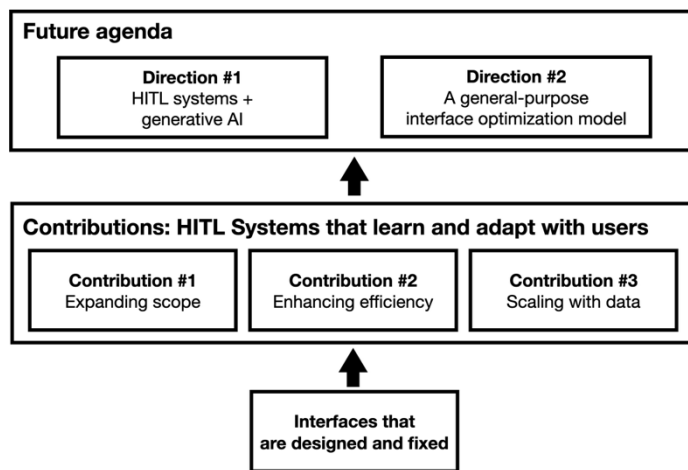 Future agenda
Direction #1
HITL systems +
generative AI
Direction #2
A general-purpose
interface optimization model
Contributions: HITL Systems that learn and adapt with users
Contribution #1
Expanding scope
Contribution #2
Enhancing efficiency
Contribution #3
Scaling with data
Interfaces that
are designed and fixed